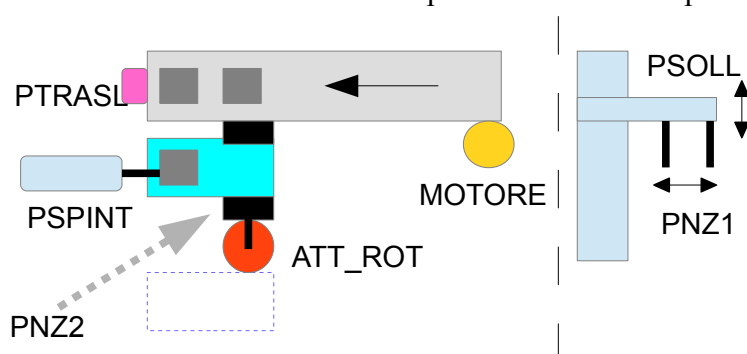 PTRASL
PSPINT
PNZ2
ATT_ROT
MOTORE
PSOLL
PNZ1